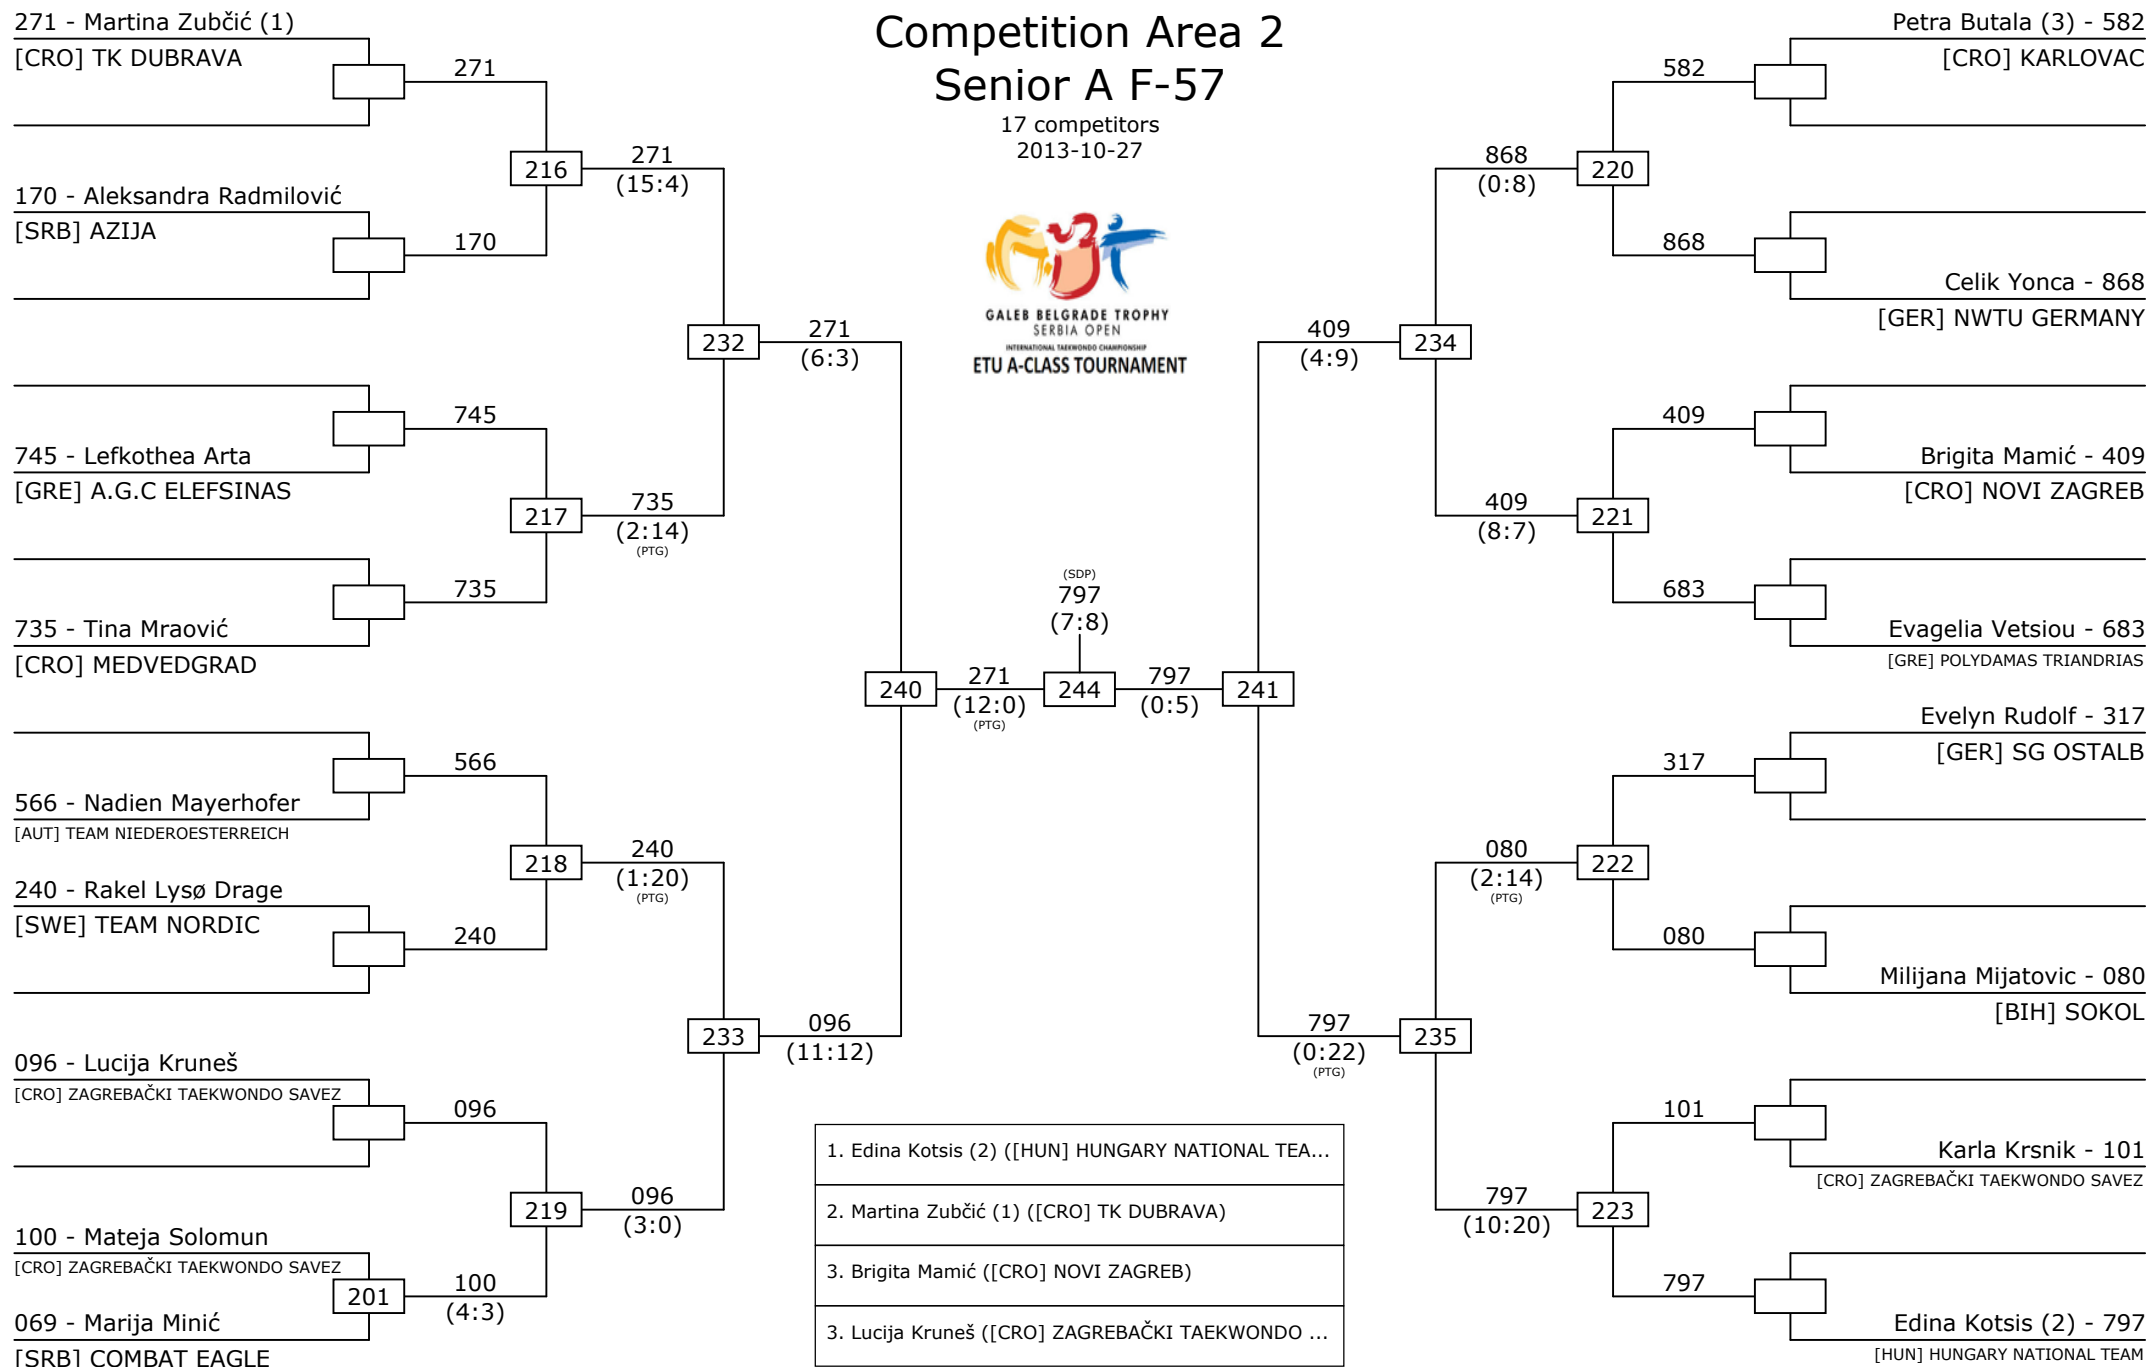 Competition Area 2
Senior A F-57
17 competitors
2013-10-27
GALEB BELGRADE TROPHY
SERBIA OPEN
INTERNATIONAL TAEKWONDO CHAMPIONSHIP
ETU A-CLASS TOURNAMENT
271 - Martina Zubčić (1)
[CRO] TK DUBRAVA
271
216
271
(15:4)
170 - Aleksandra Radmilović
[SRB] AZIJA
170
232
271
(6:3)
745
745 - Lefkothea Arta
[GRE] A.G.C ELEFSINAS
217
735
(2:14)
(PTG)
735
735 - Tina Mraović
[CRO] MEDVEDGRAD
240
271
(12:0)
(PTG)
566
566 - Nadien Mayerhofer
[AUT] TEAM NIEDEROESTERREICH
218
240
(1:20)
(PTG)
240 - Rakel Lysø Drage
[SWE] TEAM NORDIC
240
233
096
(11:12)
096 - Lucija Kruneš
[CRO] ZAGREBAČKI TAEKWONDO SAVEZ
096
219
096
(3:0)
100 - Mateja Solomun
[CRO] ZAGREBAČKI TAEKWONDO SAVEZ
201
100
(4:3)
069 - Marija Minić
[SRB] COMBAT EAGLE
(SDP)
797
(7:8)
244
797
(0:5)
241
Petra Butala (3) - 582
[CRO] KARLOVAC
582
868
(0:8)
220
868
Celik Yonca - 868
[GER] NWTU GERMANY
409
(4:9)
234
409
Brigita Mamić - 409
[CRO] NOVI ZAGREB
409
(8:7)
221
683
Evagelia Vetsiou - 683
[GRE] POLYDAMAS TRIANDRIAS
Evelyn Rudolf - 317
[GER] SG OSTALB
317
080
(2:14)
(PTG)
222
080
Milijana Mijatovic - 080
[BIH] SOKOL
797
(0:22)
(PTG)
235
101
Karla Krsnik - 101
[CRO] ZAGREBAČKI TAEKWONDO SAVEZ
797
(10:20)
223
797
Edina Kotsis (2) - 797
[HUN] HUNGARY NATIONAL TEAM
1. Edina Kotsis (2) ([HUN] HUNGARY NATIONAL TEA...
2. Martina Zubčić (1) ([CRO] TK DUBRAVA)
3. Brigita Mamić ([CRO] NOVI ZAGREB)
3. Lucija Kruneš ([CRO] ZAGREBAČKI TAEKWONDO ...